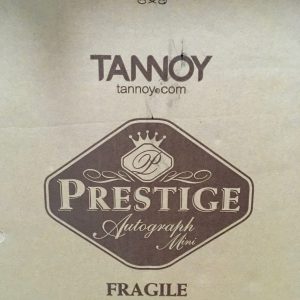 TANNOY
tannoy.com
P
PRESTIGE
Autograph
Mini
FRAGILE